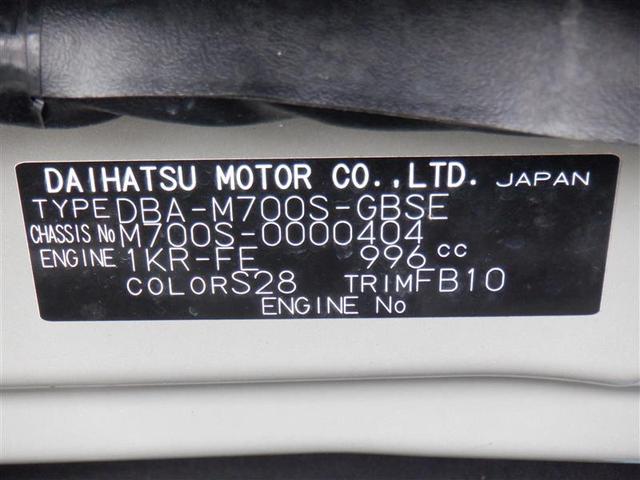 DAIHATSU MOTOR CO.,LTD. JAPAN
TYPE DBA-M700S-GBSE
CHASSIS No M700S-0000404
ENGINE 1KR-FE 996 cc
COLOR S28 TRIM FB10
ENGINE No